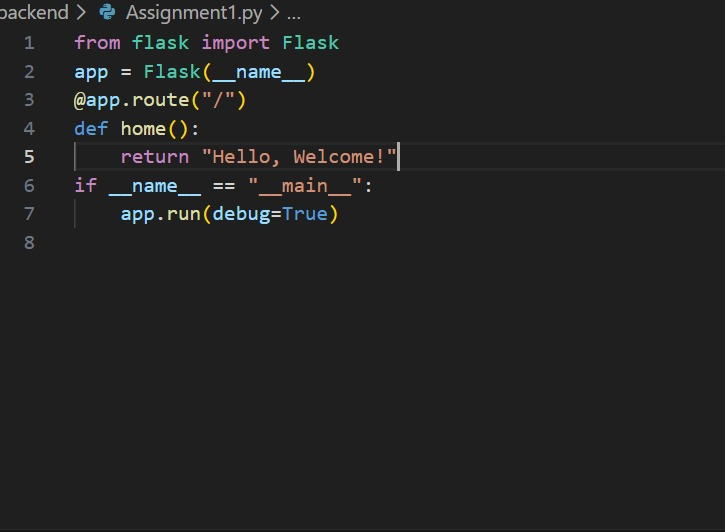 backend > Assignment1.py > ...
1 from flask import Flask
2 app = Flask(__name__)
3 @app.route("/")
4 def home():
5     return "Hello, Welcome!"
6 if __name__ == "__main__":
7     app.run(debug=True)
8